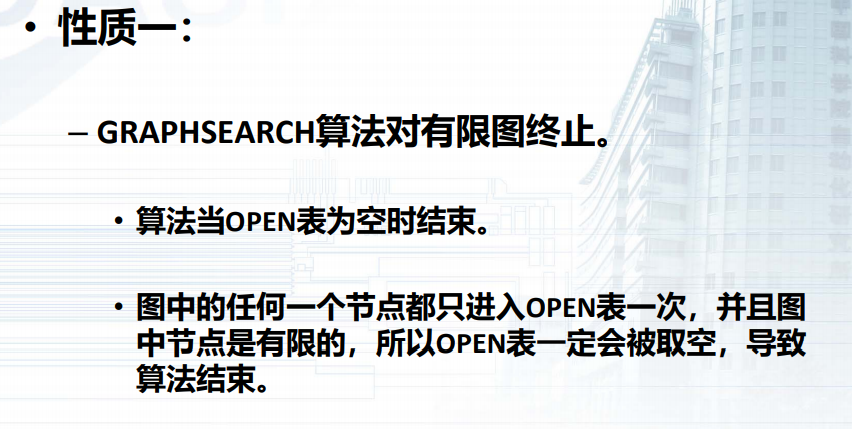 • 性质一：
– GRAPHSEARCH算法对有限图终止。
• 算法当OPEN表为空时结束。
• 图中的任何一个节点都只进入OPEN表一次，并且图
中节点是有限的，所以OPEN表一定会被取空，导致
算法结束。